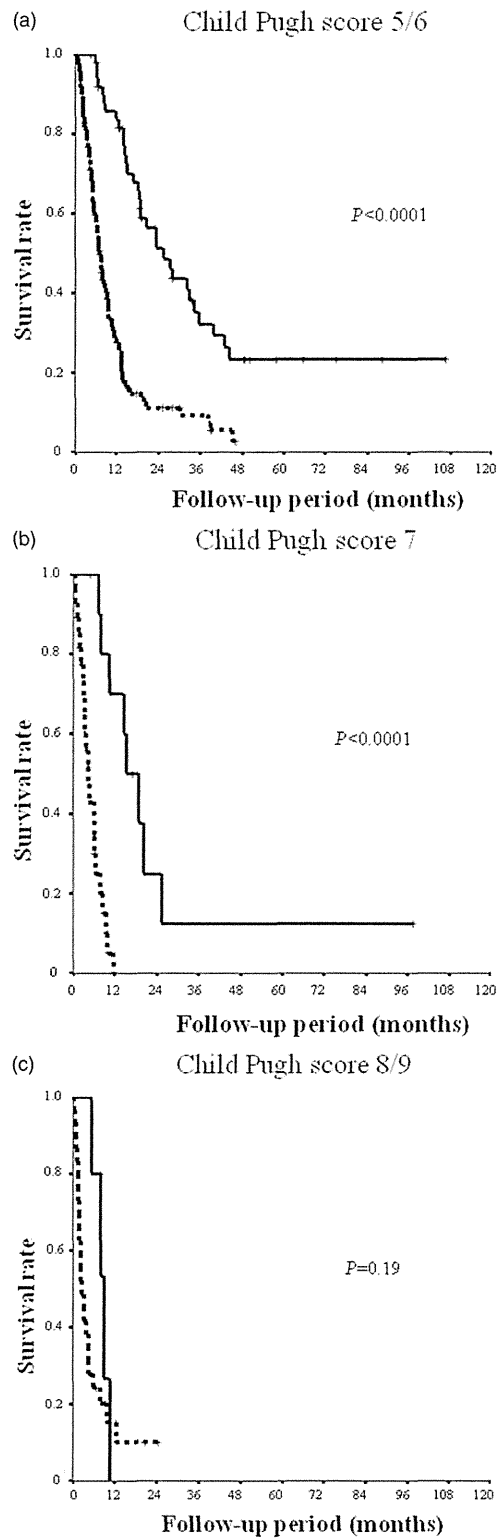 (a) Child Pugh score 5/6
1.0
0.8
0.6
0.4
0.2
0
Survival rate
P<0.0001
0 12 24 36 48 60 72 84 96 108 120
Follow-up period (months)
(b) Child Pugh score 7
1.0
0.8
0.6
0.4
0.2
0
Survival rate
P<0.0001
0 12 24 36 48 60 72 84 96 108 120
Follow-up period (months)
(c) Child Pugh score 8/9
1.0
0.8
0.6
0.4
0.2
0
Survival rate
P=0.19
0 12 24 36 48 60 72 84 96 108 120
Follow-up period (months)